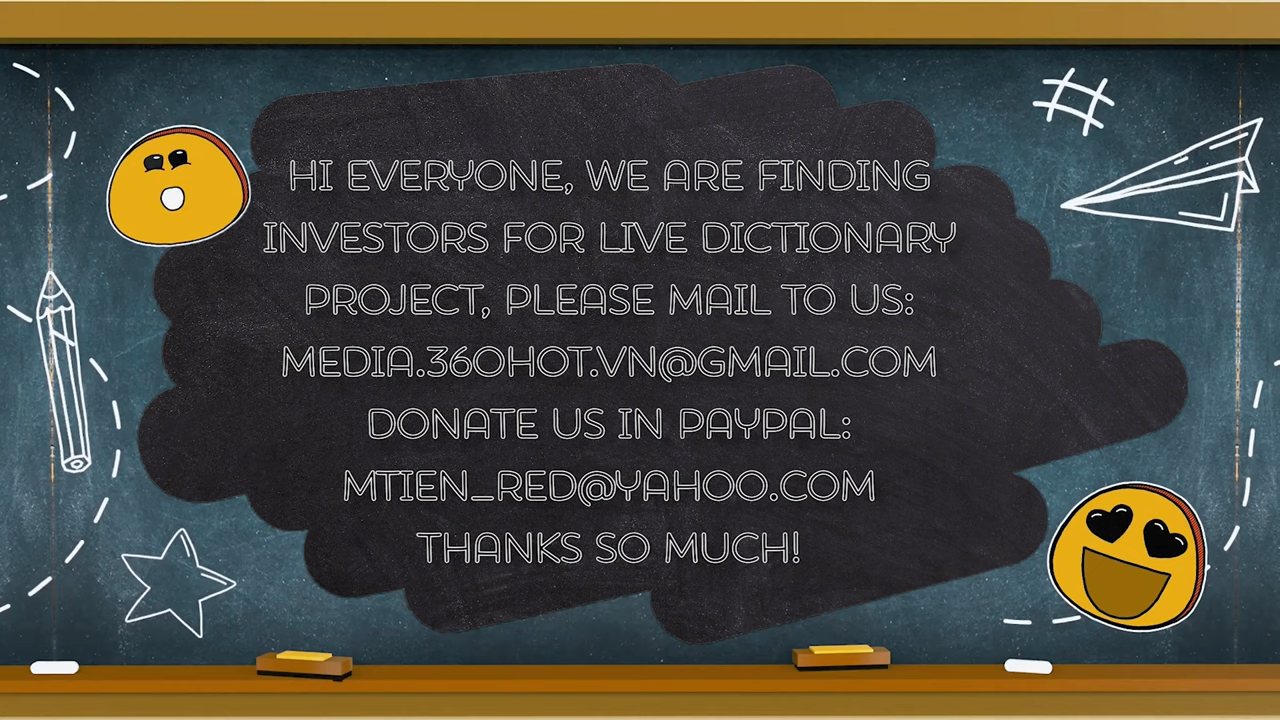 HI EVERYONE, WE ARE FINDING
INVESTORS FOR LIVE DICTIONARY
PROJECT, PLEASE MAIL TO US:
MEDIA.360HOT.VN@GMAIL.COM
DONATE US IN PAYPAL:
MTIEN_RED@YAHOO.COM
THANKS SO MUCH!